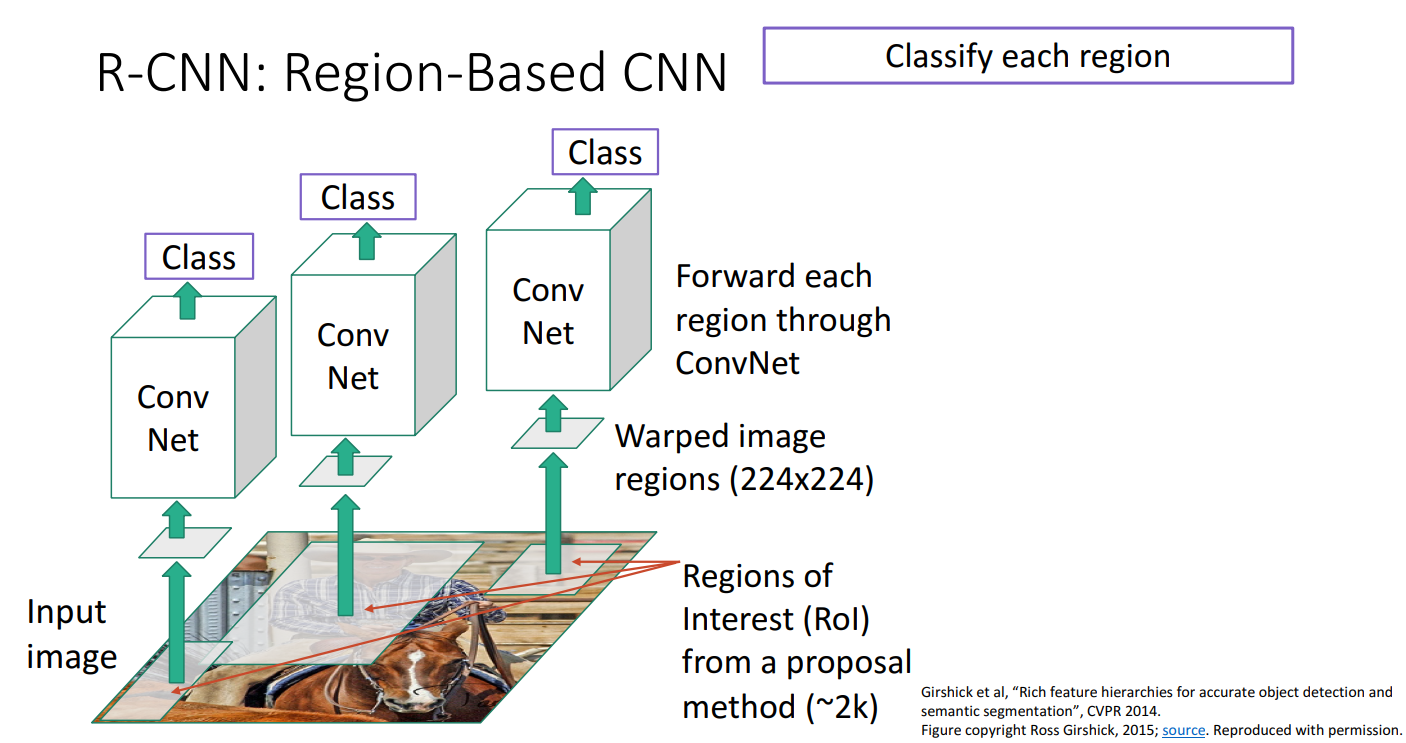 R-CNN: Region-Based CNN
Classify each region
Class
Class
Class
Conv
Net
Conv
Net
Conv
Net
Forward each
region through
ConvNet
Warped image
regions (224x224)
Input
image
Regions of
Interest (RoI)
from a proposal
method (~2k)
Girshick et al, “Rich feature hierarchies for accurate object detection and
semantic segmentation”, CVPR 2014.
Figure copyright Ross Girshick, 2015; source. Reproduced with permission.